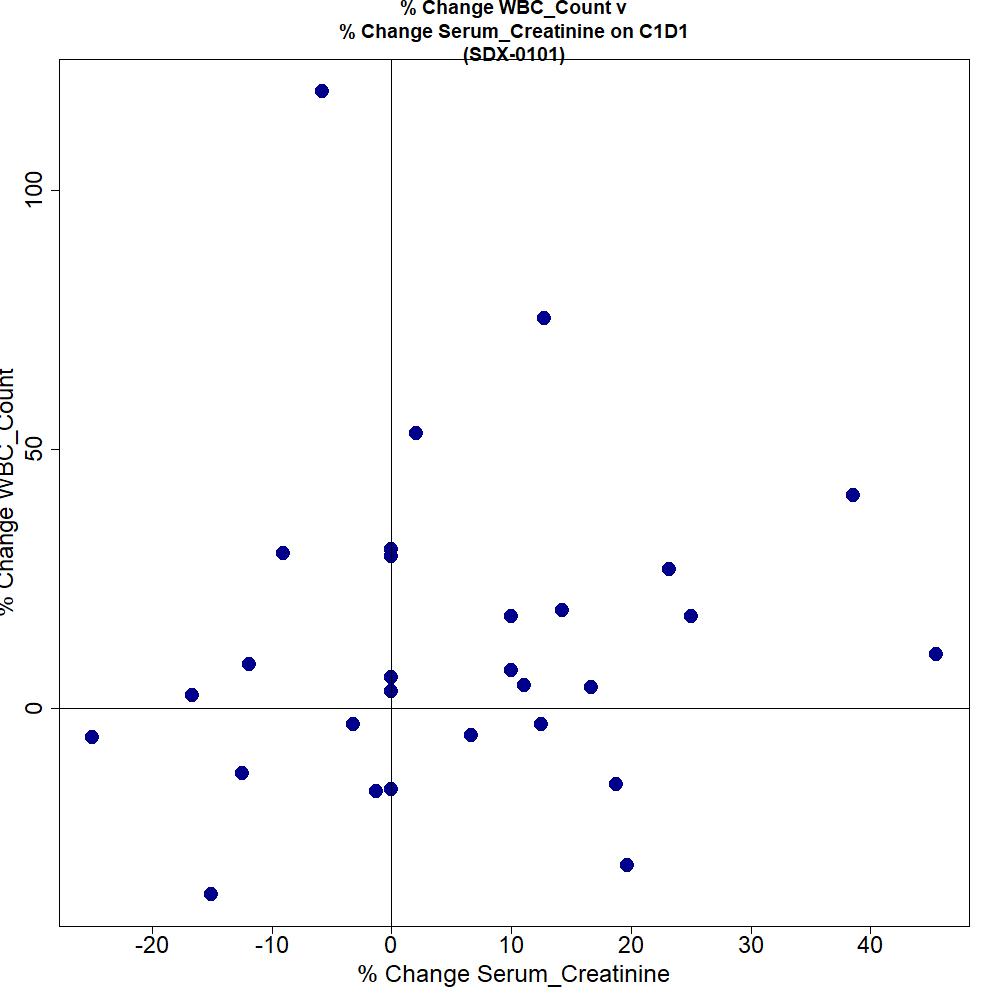 % Change WBC_Count v
% Change Serum_Creatinine on C1D1
(SDX-0101)
% Change WBC_Count
100
50
0
-20 -10 0 10 20 30 40
% Change Serum_Creatinine